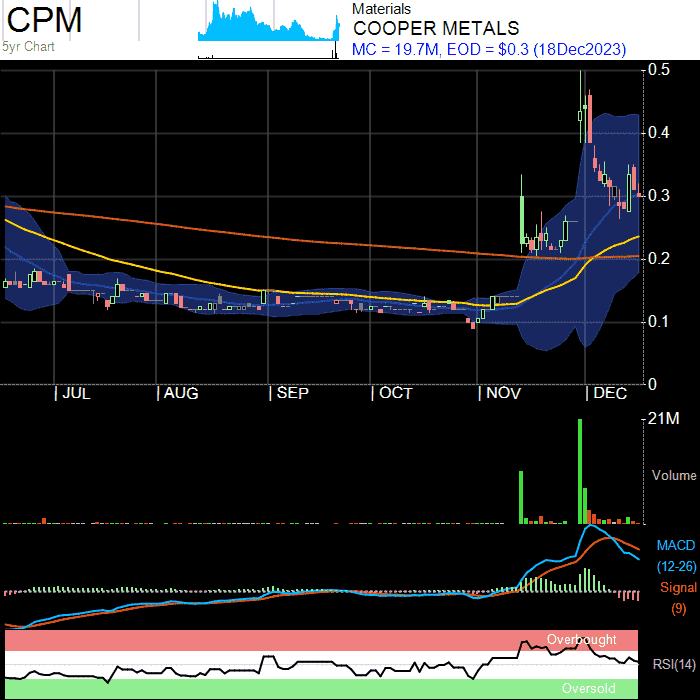 CPM
5yr Chart
Materials
COOPER METALS
MC = 19.7M, EOD = $0.3 (18Dec2023)
0.5
0.4
0.3
0.2
0.1
0
| JUL
| AUG
| SEP
| OCT
| NOV
| DEC
21M
Volume
MACD
(12-26)
Signal
(9)
Overbought
RSI(14)
Oversold